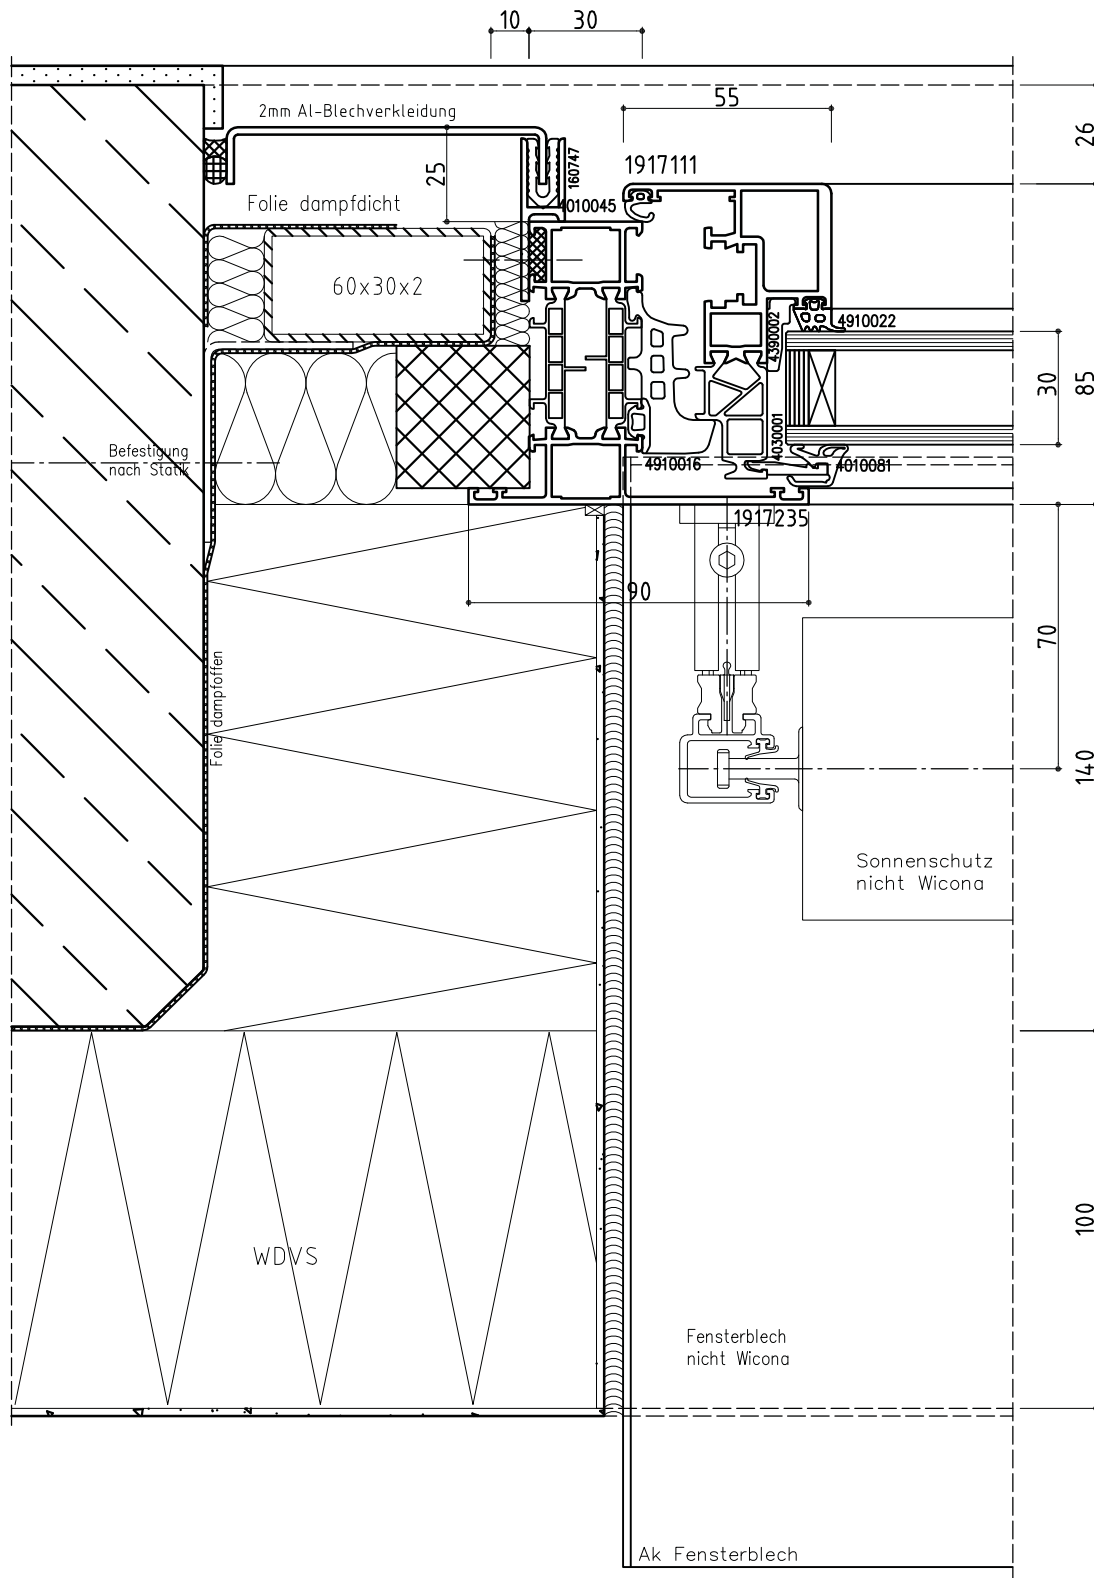 10
30
55
2mm Al-Blechverkleidung
26
25
160747
1917111
Folie dampfdicht
4010045
60x30x2
4390002
4910022
30
85
4030001
Befestigung
nach Statik
4910016
4010081
1917235
90
70
Folie dampfoffen
140
Sonnenschutz
nicht Wicona
100
WDVS
Fensterblech
nicht Wicona
Ak Fensterblech